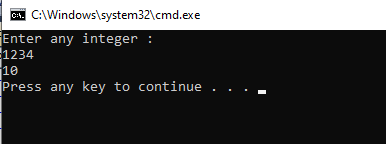 C:\Windows\system32\cmd.exe
Enter any integer :
1234
10
Press any key to continue . . .